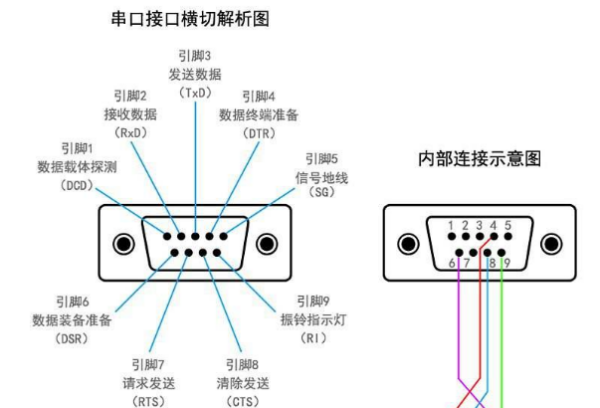 串口接口横切解析图
引脚3
发送数据
(TxD)
引脚2
接收数据
(RxD)
引脚4
数据终端准备
(DTR)
引脚1
数据载体探测
(DCD)
引脚5
信号地线
(SG)
引脚6
数据装备准备
(DSR)
引脚9
振铃指示灯
(RI)
引脚7
请求发送
(RTS)
引脚8
清除发送
(CTS)
内部连接示意图
1 2 3 4 5
6 7 8 9